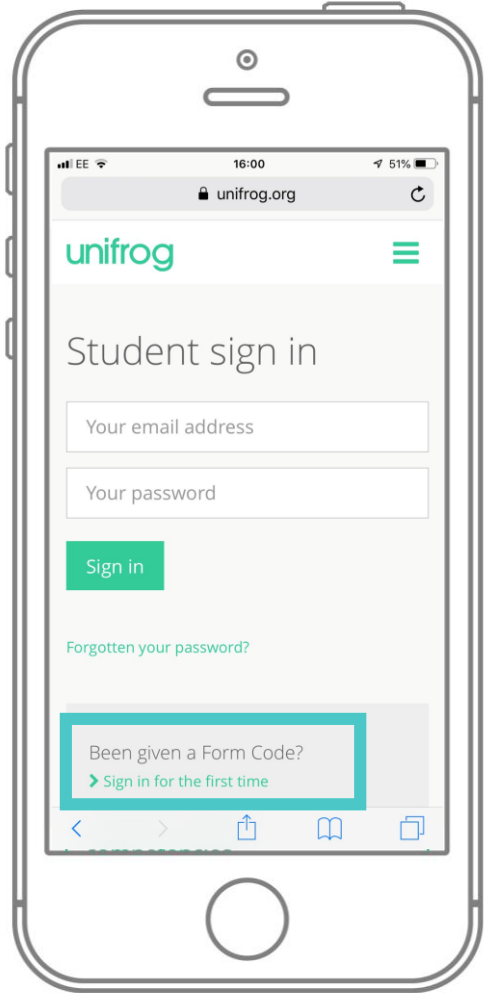 EE 16:00 51%
unifrog.org
unifrog
Student sign in
Your email address
Your password
Sign in
Forgotten your password?
Been given a Form Code?
Sign in for the first time